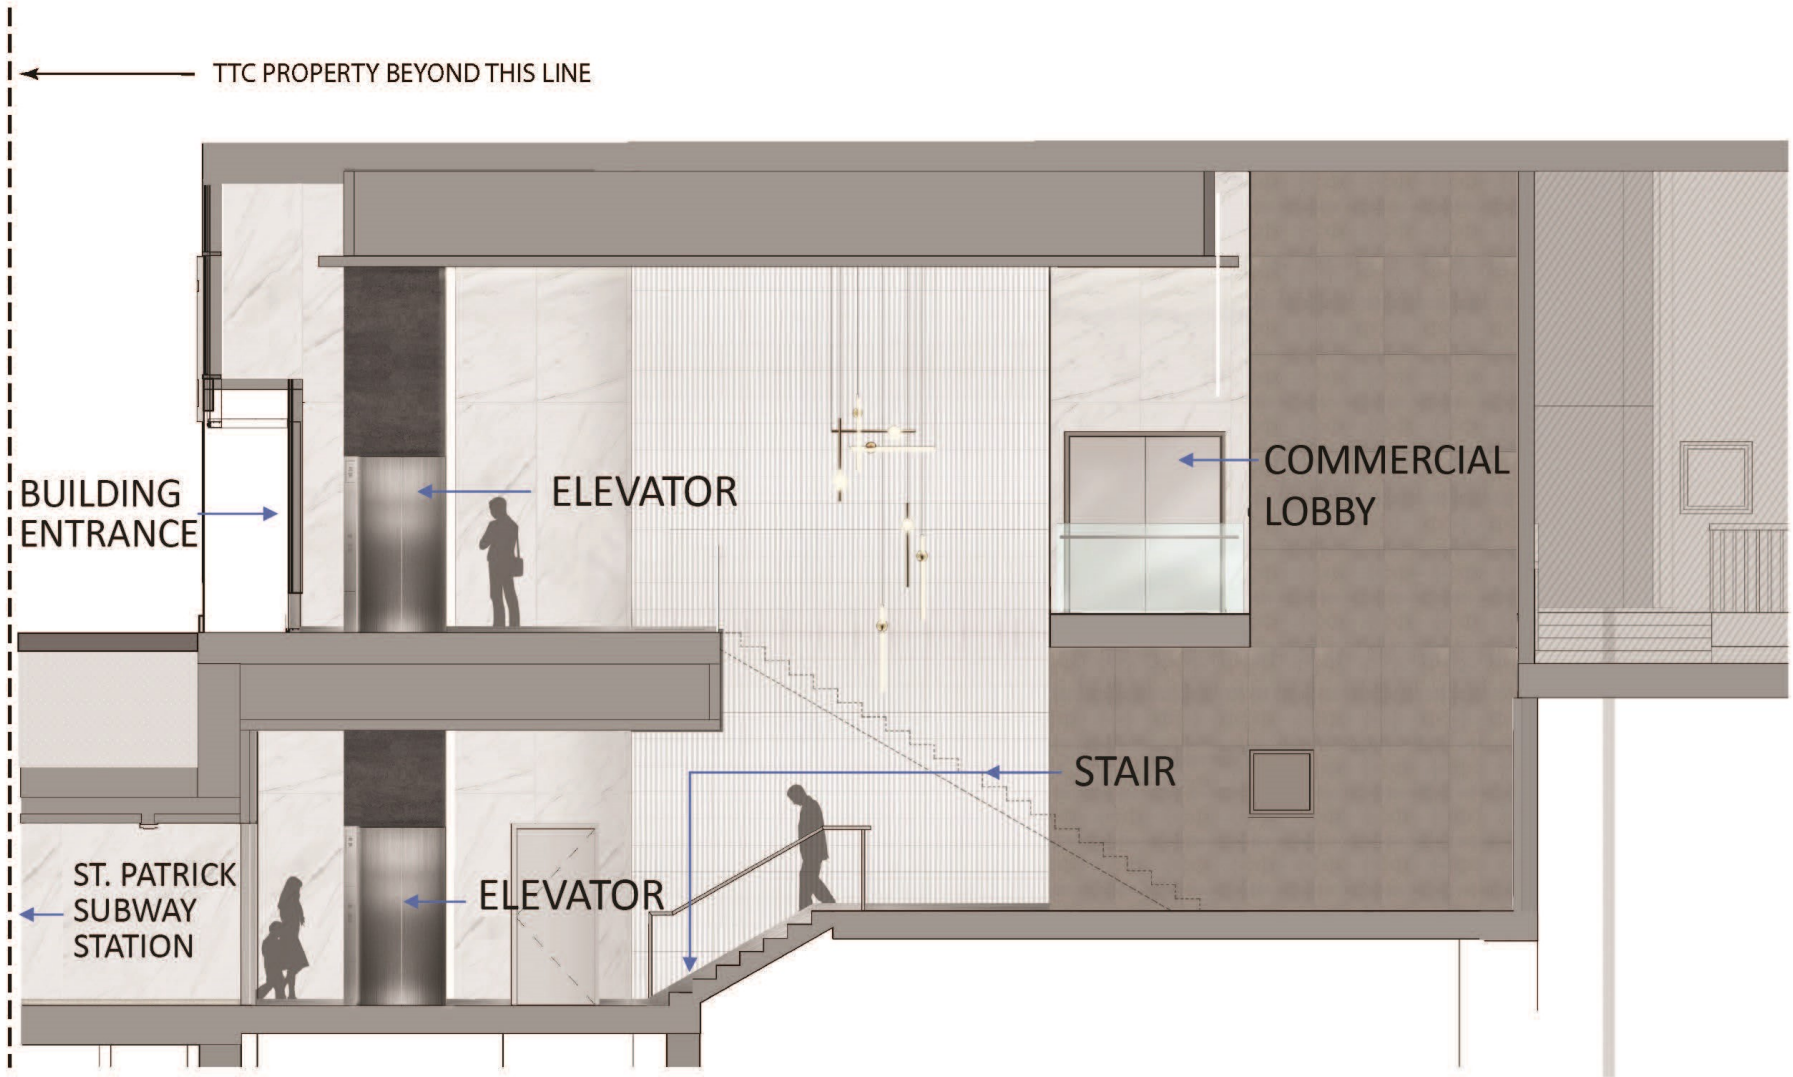 TTC PROPERTY BEYOND THIS LINE
BUILDING
ENTRANCE
ELEVATOR
COMMERCIAL
LOBBY
STAIR
ST. PATRICK
SUBWAY
STATION
ELEVATOR